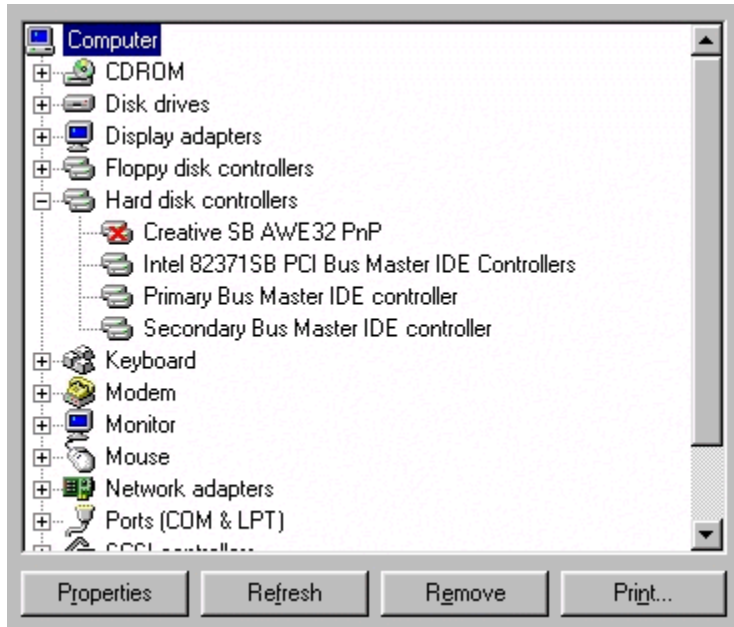 Computer
CDROM
Disk drives
Display adapters
Floppy disk controllers
Hard disk controllers
Creative SB AWE32 PnP
Intel 82371SB PCI Bus Master IDE Controllers
Primary Bus Master IDE controller
Secondary Bus Master IDE controller
Keyboard
Modem
Monitor
Mouse
Network adapters
Ports (COM & LPT)
SCSI controllers
Properties Refresh Remove Print...